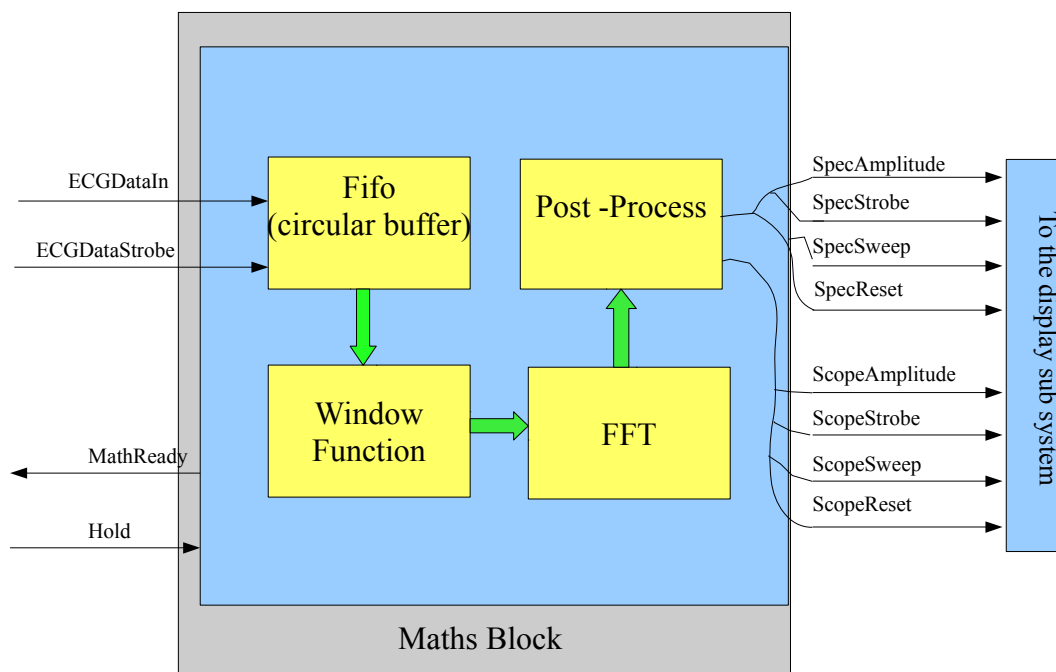 ECGDataIn
ECGDataStrobe
MathReady
Hold
Fifo
(circular buffer)
Post -Process
Window
Function
FFT
Maths Block
SpecAmplitude
SpecStrobe
SpecSweep
SpecReset
ScopeAmplitude
ScopeStrobe
ScopeSweep
ScopeReset
To the display sub system